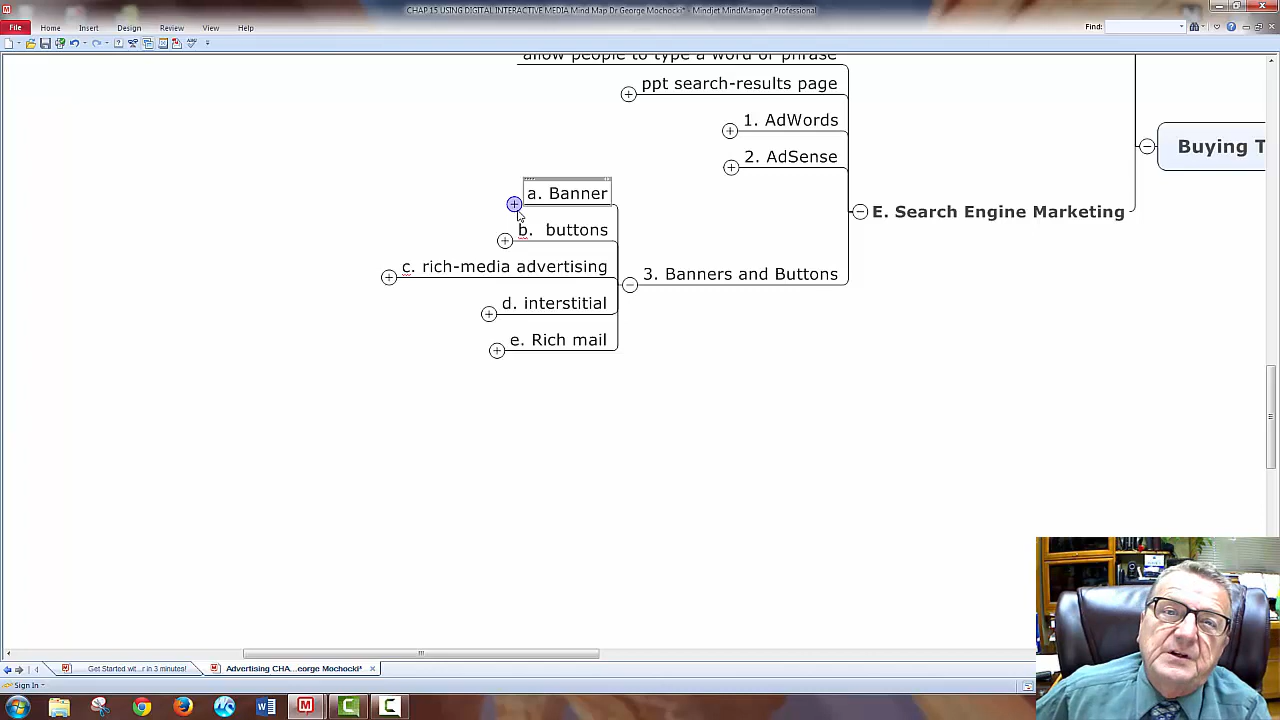 CHAP 15 USING DIGITAL INTERACTIVE MEDIA Mind Map Dr George Mochocki* - Mindjet MindManager Professional
File Home Insert Design Review View Help
Find:
allow people to type a word or phrase
ppt search-results page
1. AdWords
2. AdSense
a. Banner
b. buttons
c. rich-media advertising
d. interstitial
e. Rich mail
3. Banners and Buttons
E. Search Engine Marketing
Buying T
Get Started wit...r in 3 minutes!
Advertising CHA...eorge Mochocki*
Sign In